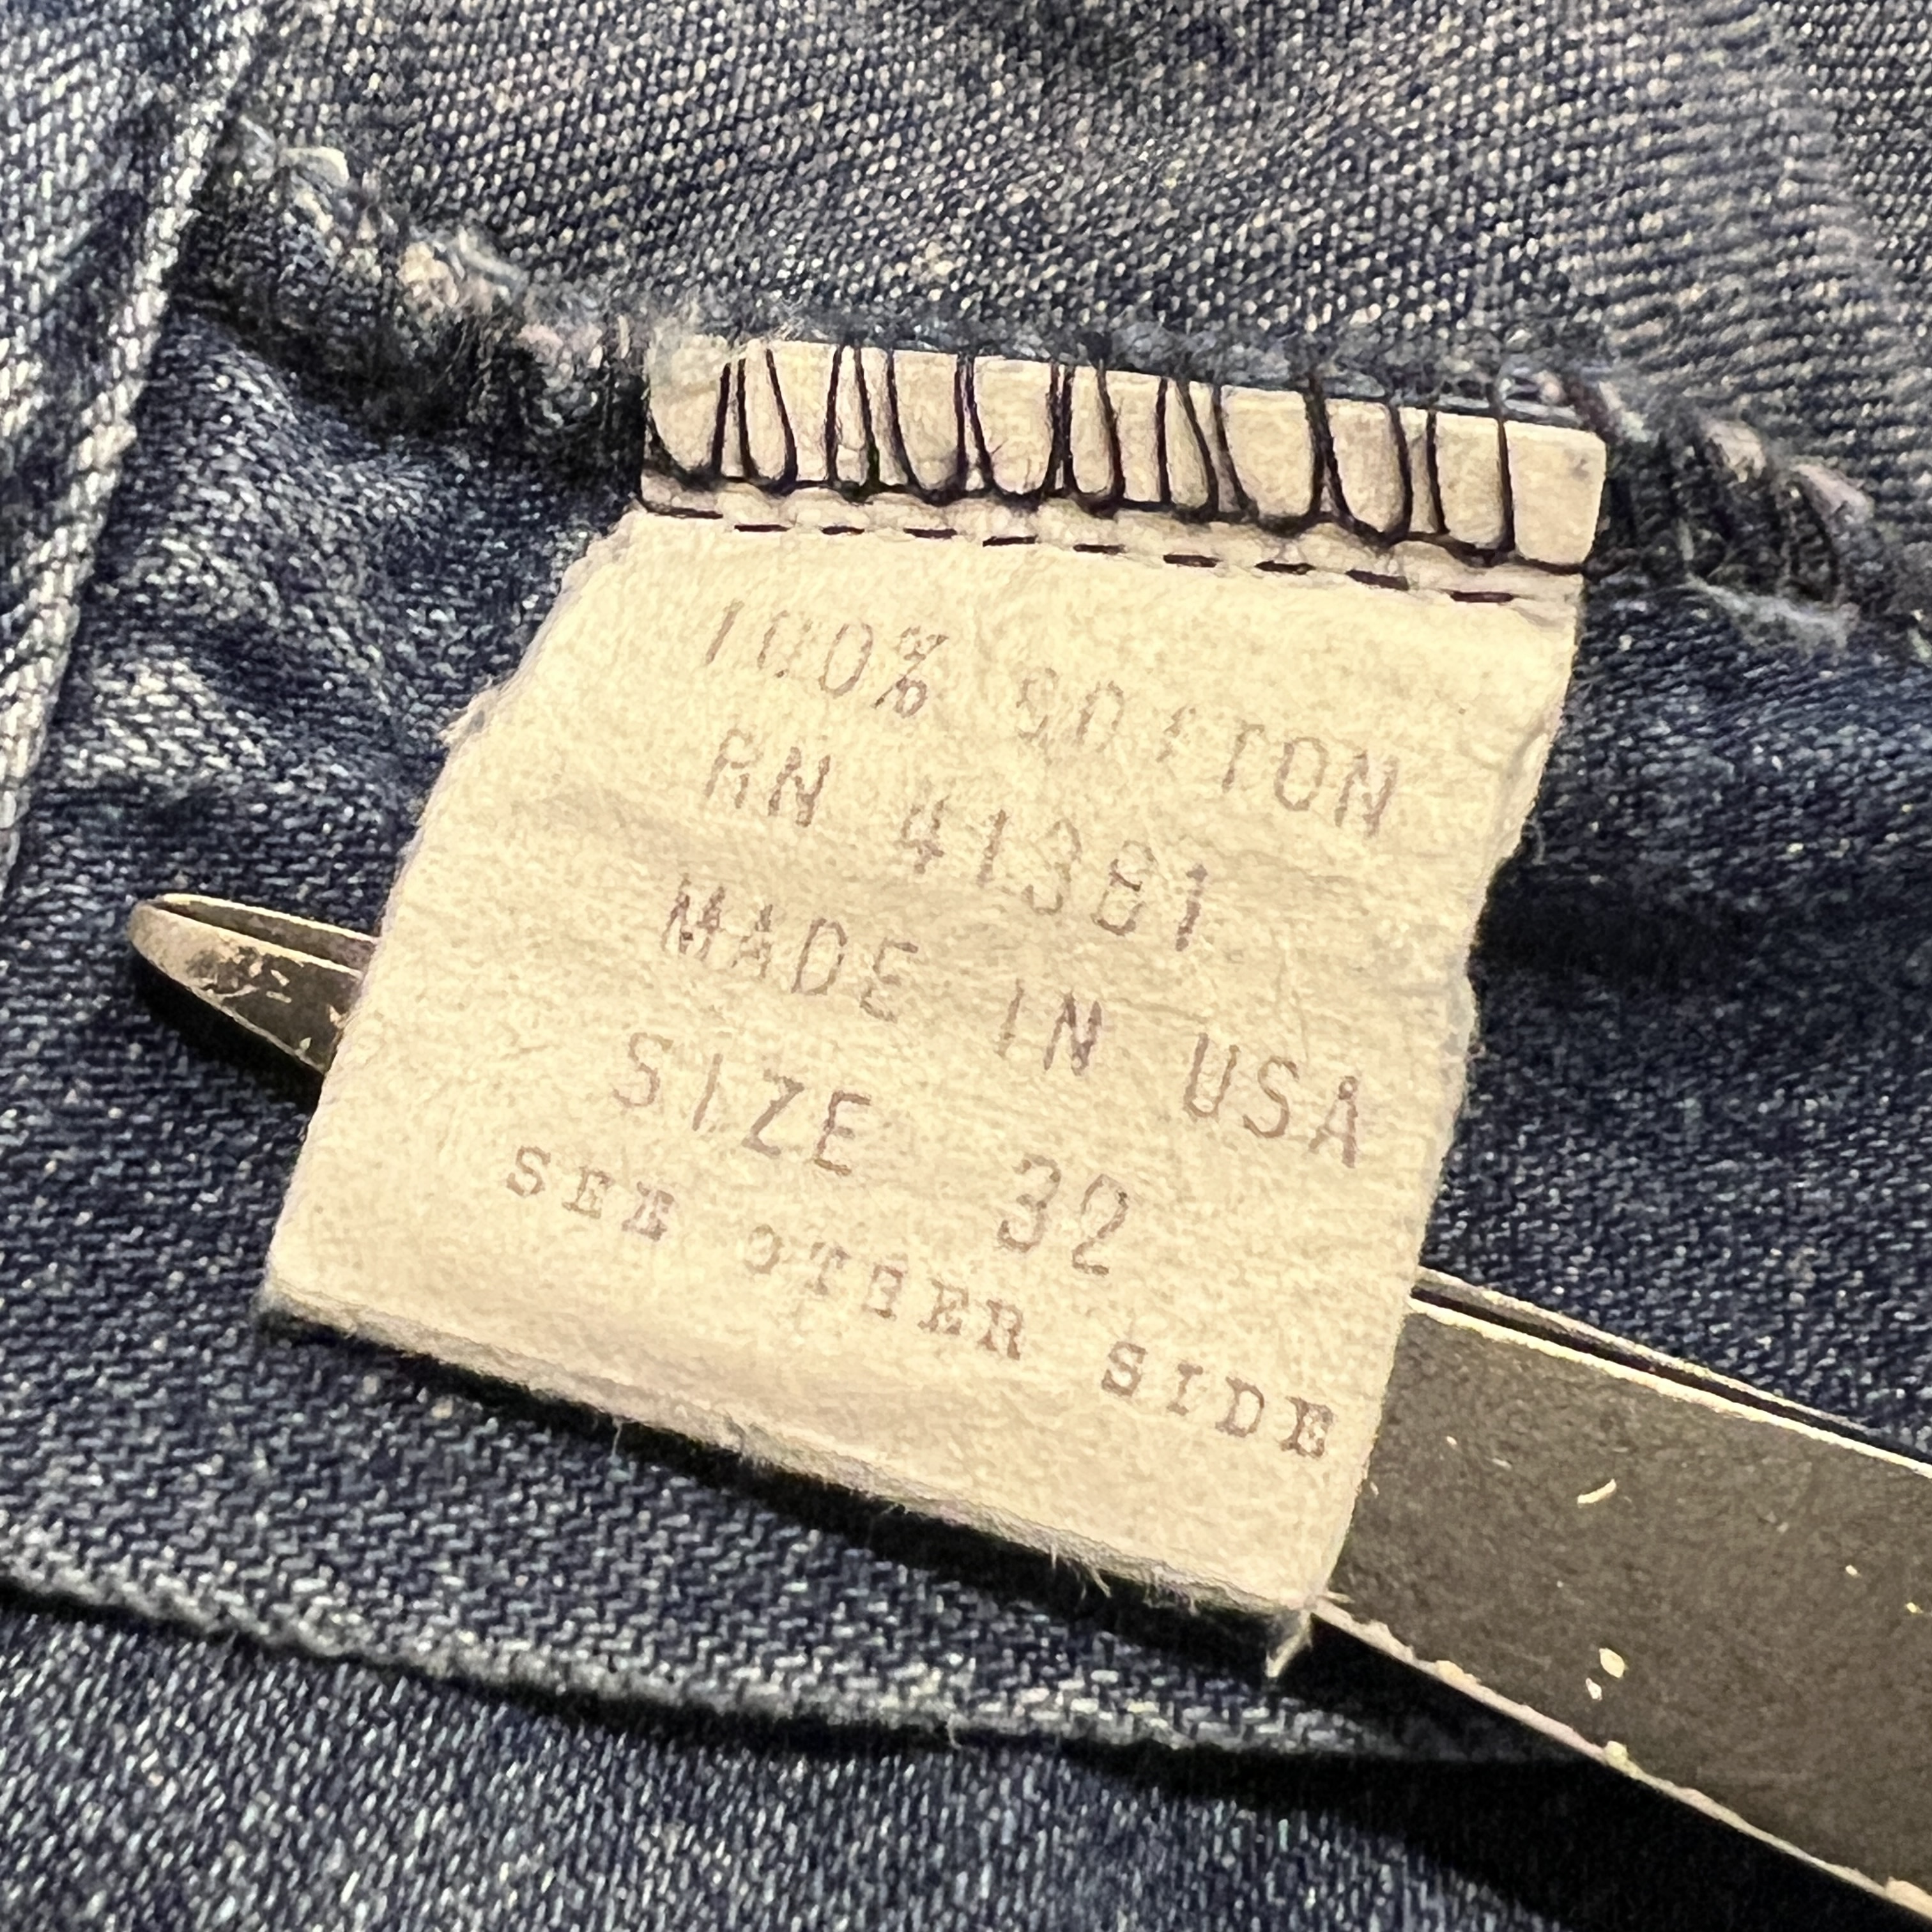 100% COTTON
RN 41381
MADE IN USA
SIZE 32
SEE OTHER SIDE